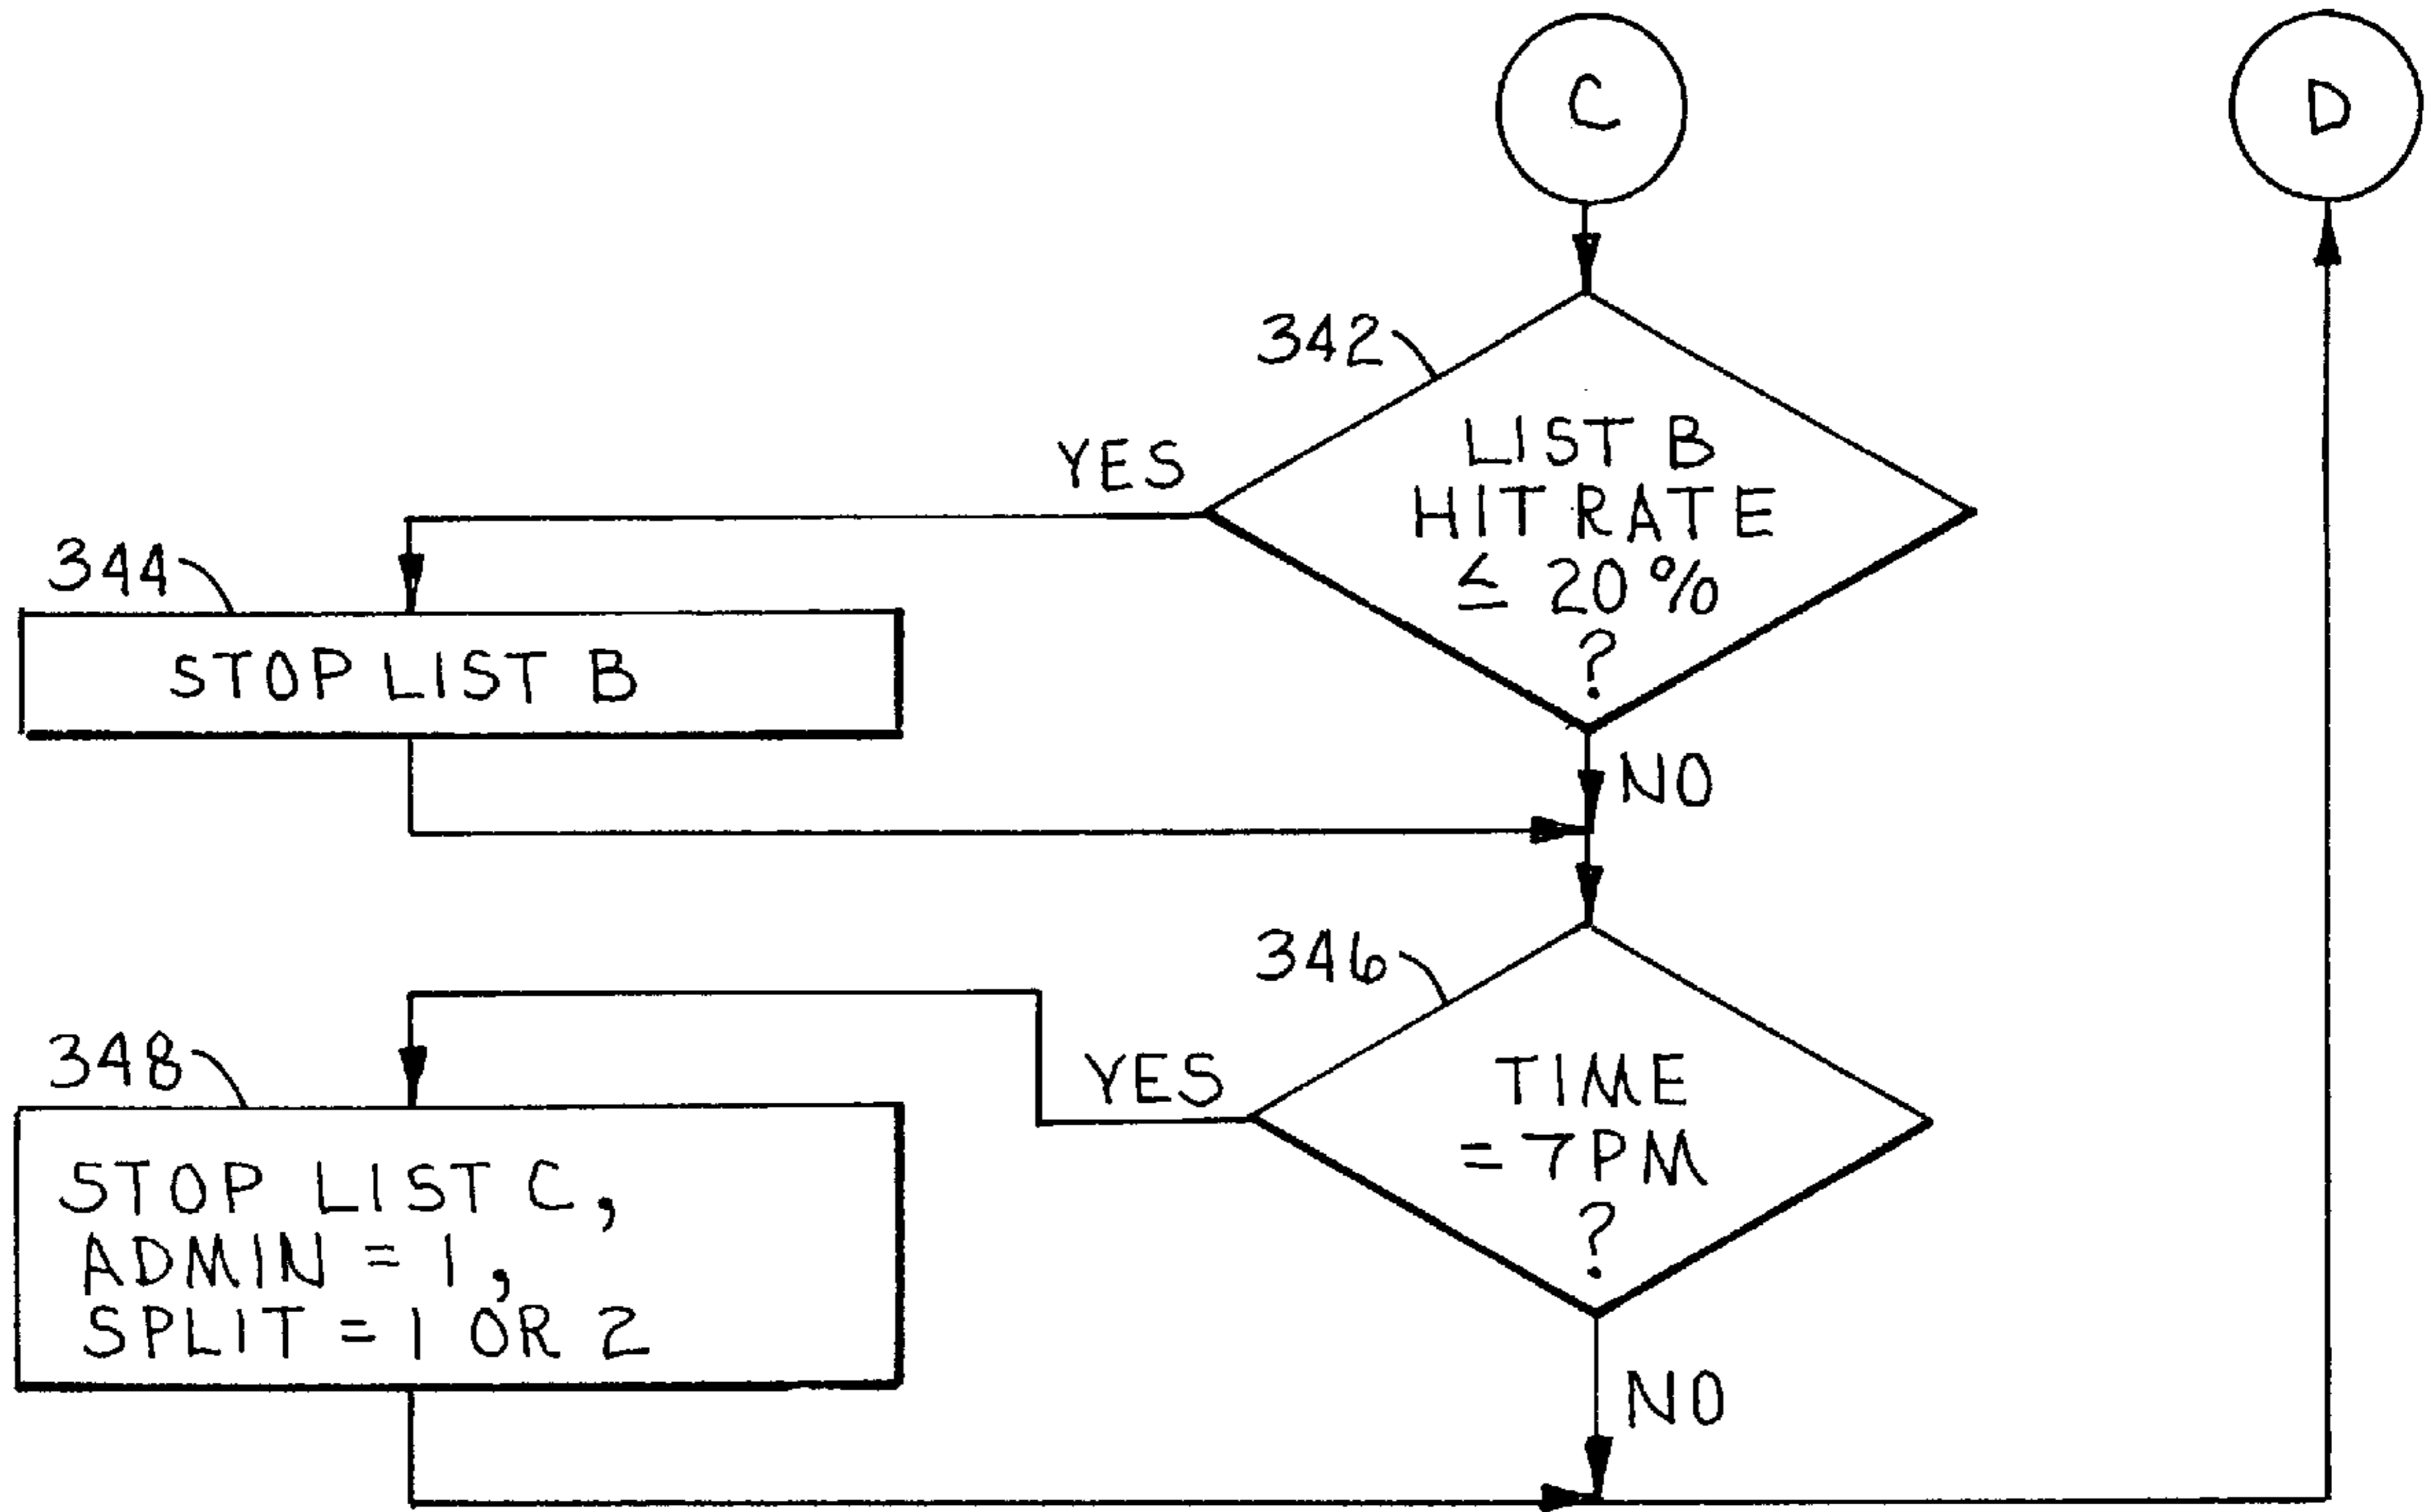 C
D
342
LIST B
HIT RATE
≤ 20%
?
YES
344
STOP LIST B
NO
346
TIME
= 7PM
?
YES
348
STOP LIST C,
ADMIN = 1,
SPLIT = 1 OR 2
NO